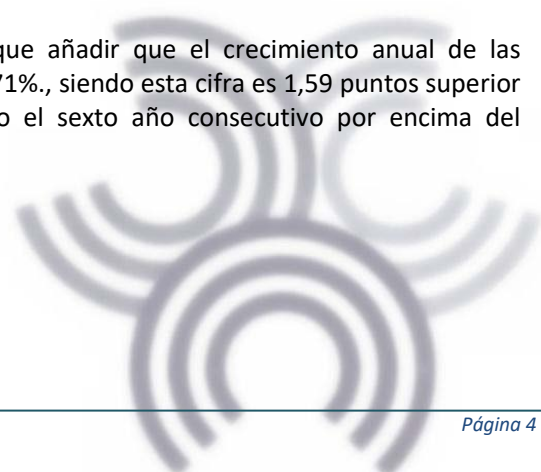 que añadir que el crecimiento anual de las
71%., siendo esta cifra es 1,59 puntos superior
o el sexto año consecutivo por encima del
Página 4